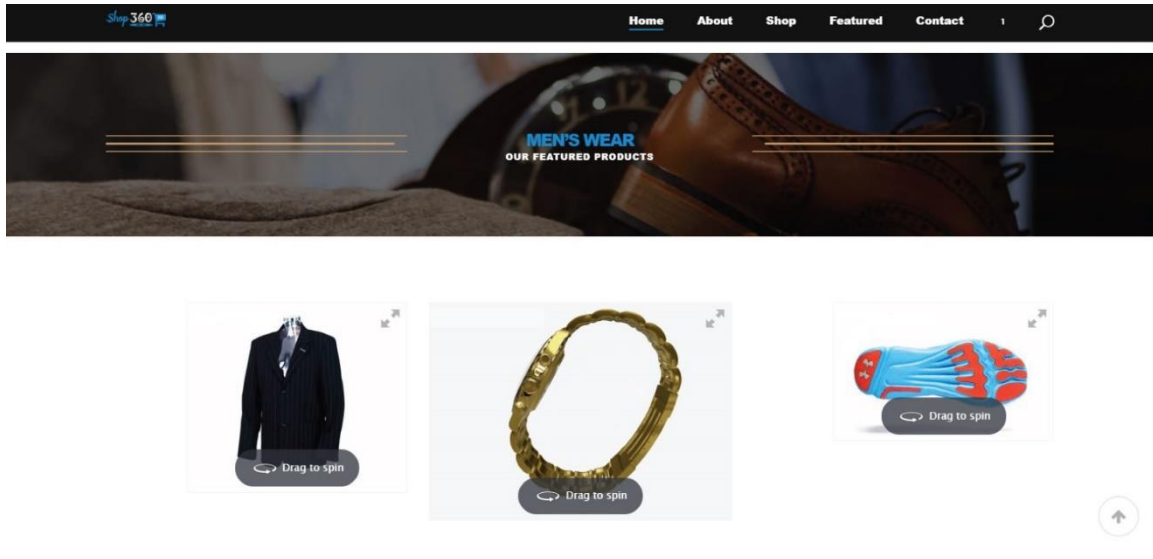 Shop 360
Home About Shop Featured Contact 1
MEN'S WEAR
OUR FEATURED PRODUCTS
Drag to spin
Drag to spin
Drag to spin